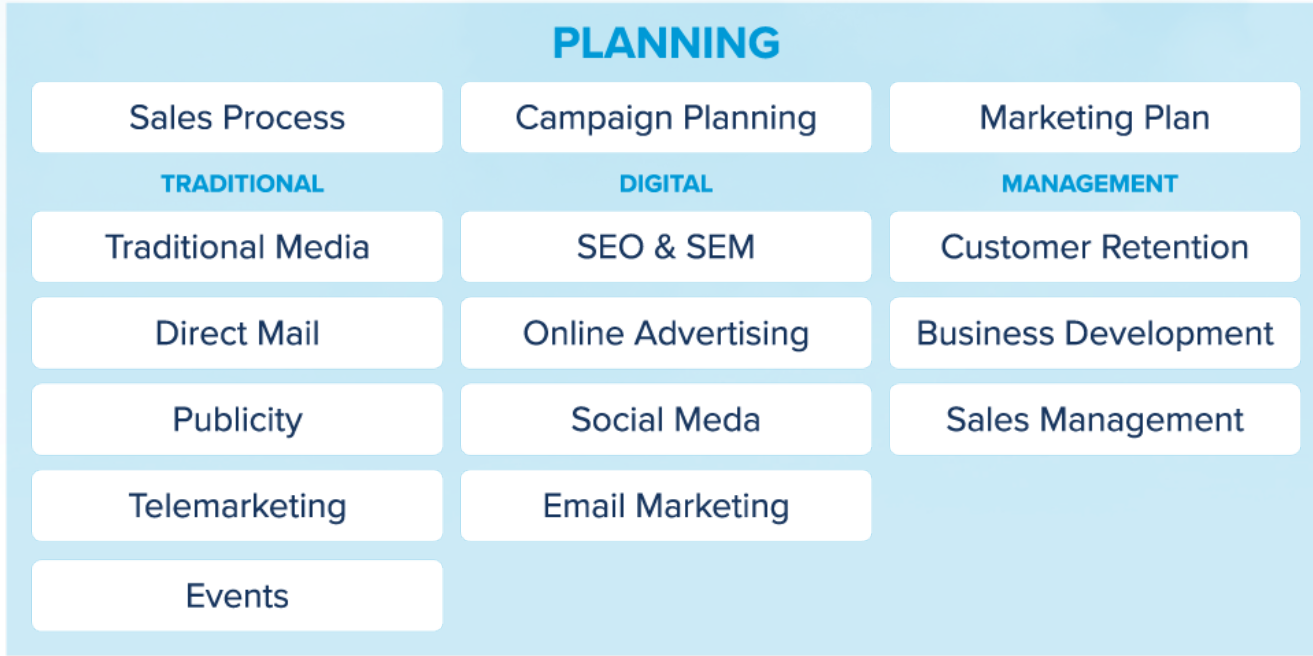 PLANNING
Sales Process
Campaign Planning
Marketing Plan
TRADITIONAL
DIGITAL
MANAGEMENT
Traditional Media
SEO & SEM
Customer Retention
Direct Mail
Online Advertising
Business Development
Publicity
Social Meda
Sales Management
Telemarketing
Email Marketing
Events